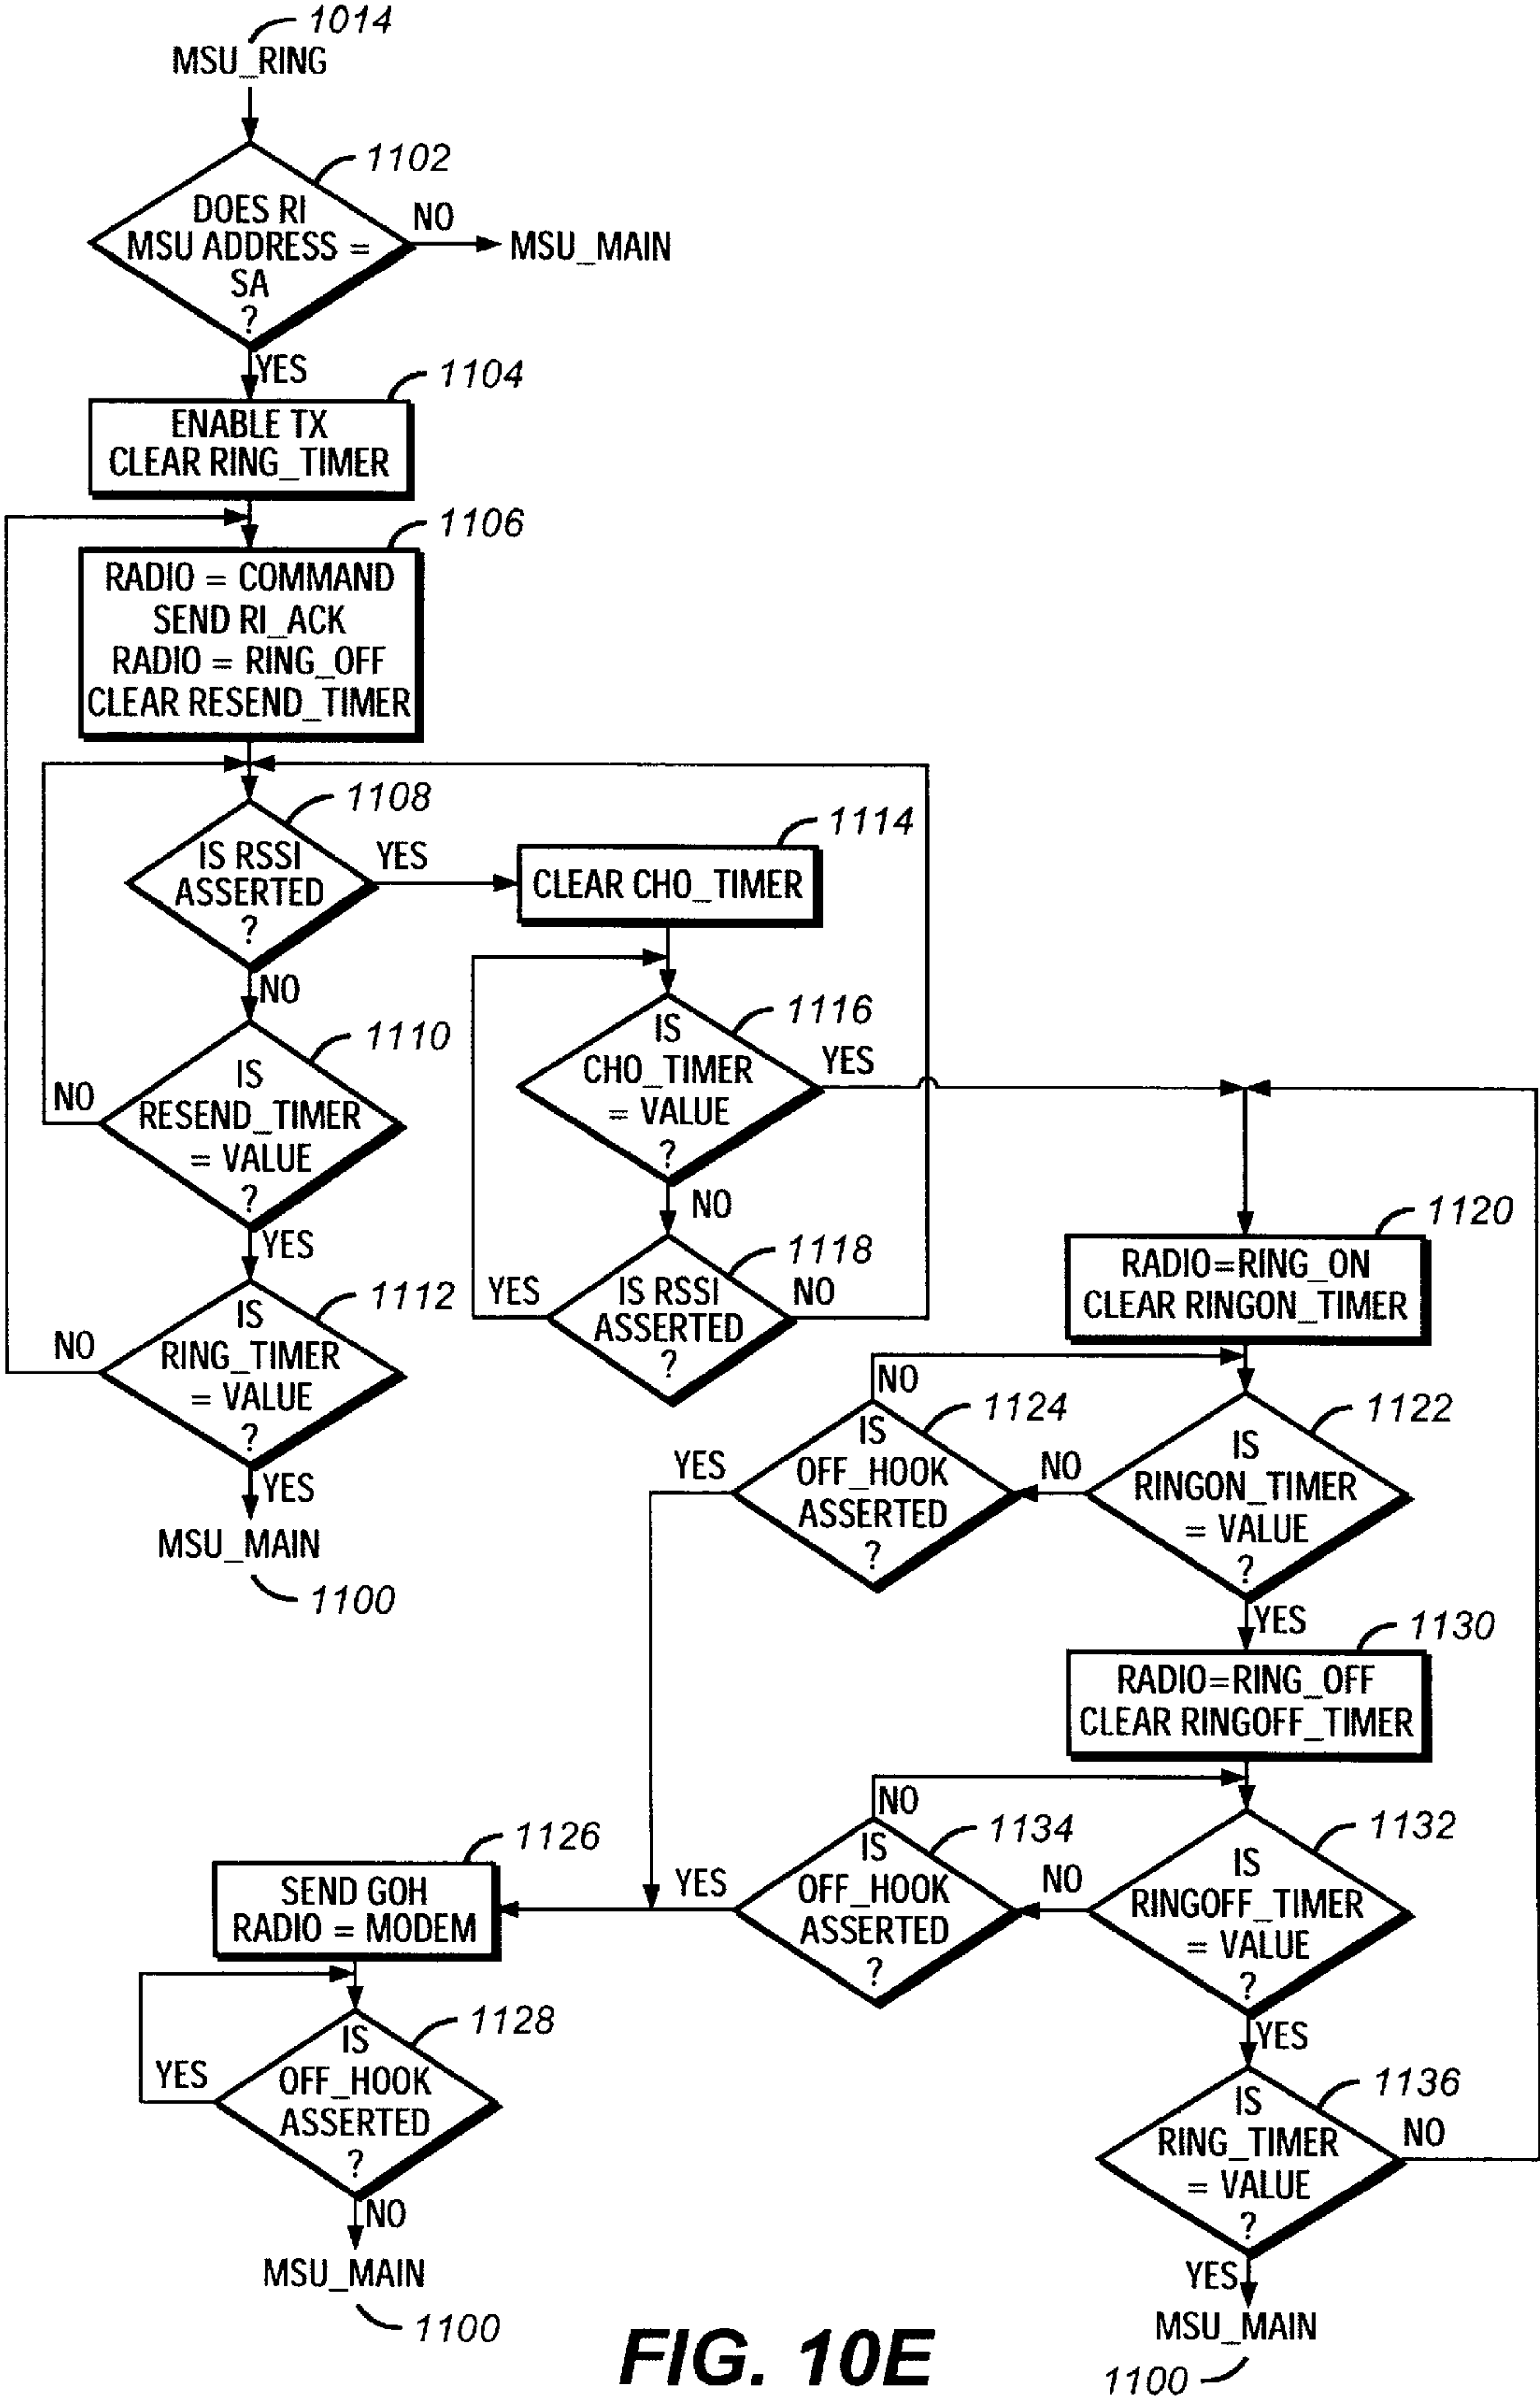 1014
MSU_RING
1102
DOES RI
MSU ADDRESS =
SA
?
NO
MSU_MAIN
YES
1104
ENABLE TX
CLEAR RING_TIMER
1106
RADIO = COMMAND
SEND RI_ACK
RADIO = RING_OFF
CLEAR RESEND_TIMER
1108
IS RSSI
ASSERTED
?
YES
NO
1110
IS
RESEND_TIMER
= VALUE
?
NO
YES
1112
IS
RING_TIMER
= VALUE
?
NO
YES
MSU_MAIN
1100
1114
CLEAR CHO_TIMER
1116
IS
CHO_TIMER
= VALUE
?
YES
NO
1118
IS RSSI
ASSERTED
?
YES
NO
1120
RADIO=RING_ON
CLEAR RINGON_TIMER
1122
IS
RINGON_TIMER
= VALUE
?
NO
YES
1124
IS
OFF_HOOK
ASSERTED
?
NO
YES
1130
RADIO=RING_OFF
CLEAR RINGOFF_TIMER
1132
IS
RINGOFF_TIMER
= VALUE
?
NO
YES
1134
IS
OFF_HOOK
ASSERTED
?
NO
YES
1126
SEND GOH
RADIO = MODEM
1128
IS
OFF_HOOK
ASSERTED
?
YES
NO
MSU_MAIN
1100
1136
IS
RING_TIMER
= VALUE
?
NO
YES
MSU_MAIN
1100
FIG. 10E